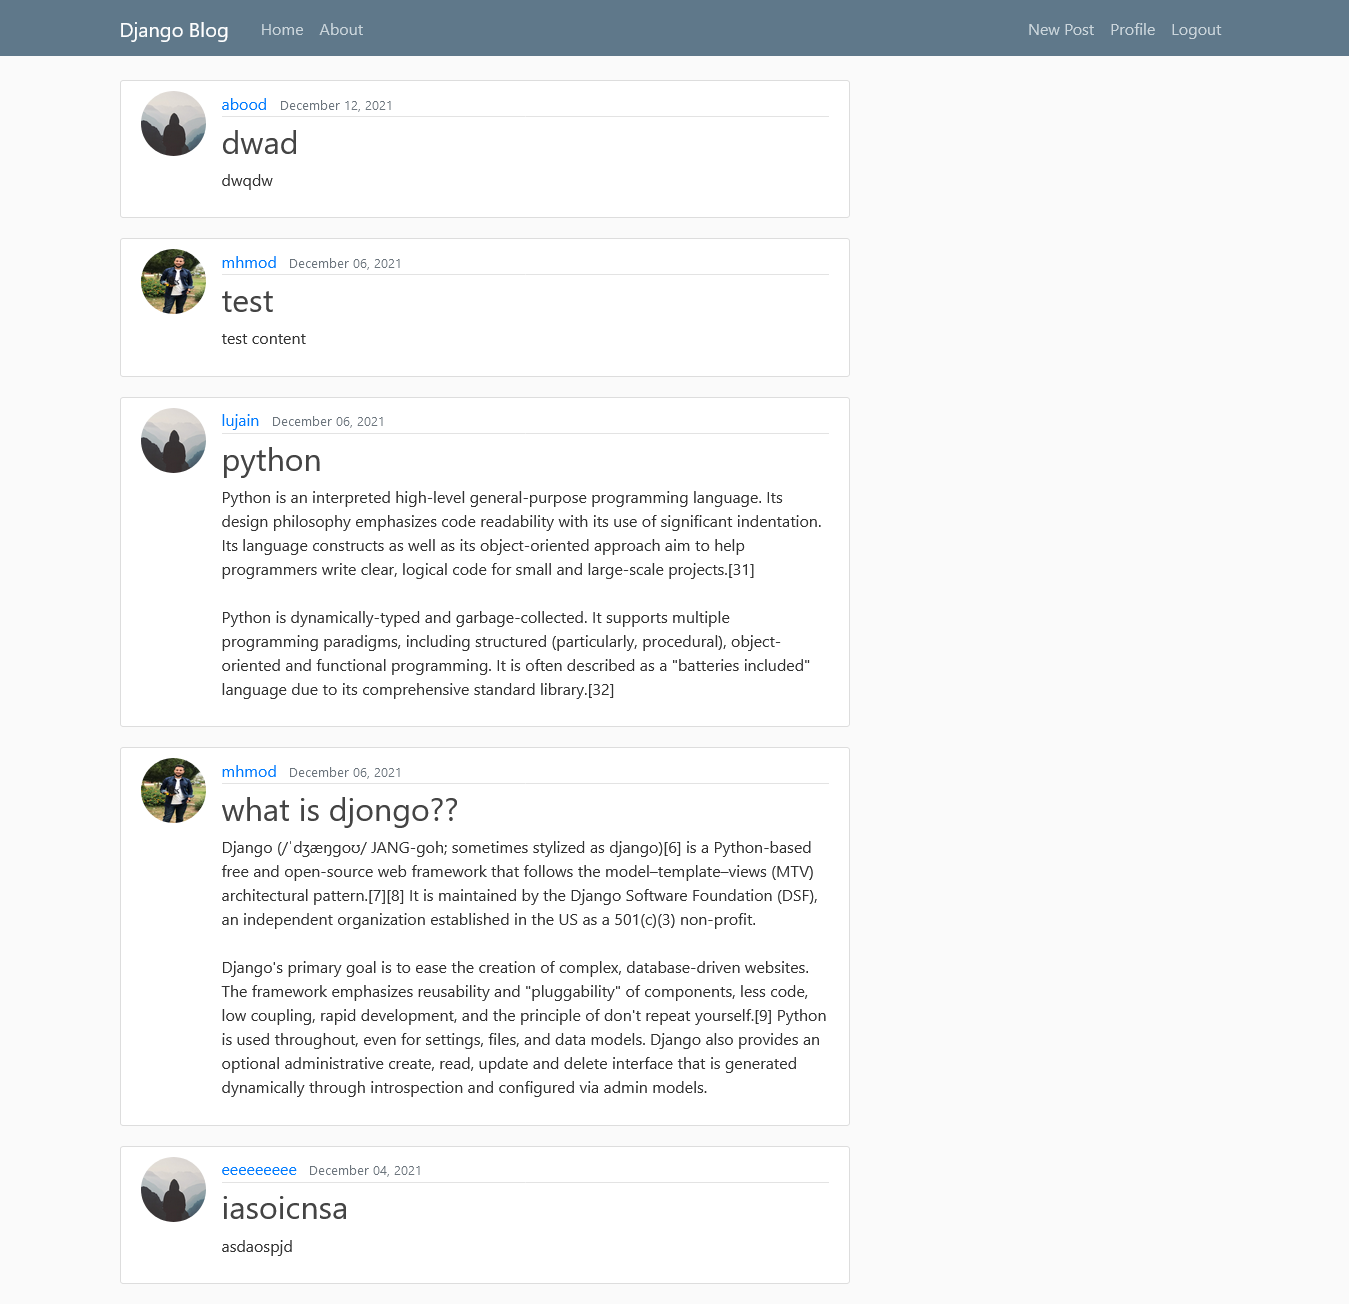 Django Blog Home About New Post Profile Logout
abood December 12, 2021
dwad
dwqdw
mhmod December 06, 2021
test
test content
lujain December 06, 2021
python
Python is an interpreted high-level general-purpose programming language. Its
design philosophy emphasizes code readability with its use of significant indentation.
Its language constructs as well as its object-oriented approach aim to help
programmers write clear, logical code for small and large-scale projects.[31]
Python is dynamically-typed and garbage-collected. It supports multiple
programming paradigms, including structured (particularly, procedural), object-
oriented and functional programming. It is often described as a "batteries included"
language due to its comprehensive standard library.[32]
mhmod December 06, 2021
what is djongo??
Django (/ˈdʒæŋɡoʊ/ JANG-goh; sometimes stylized as django)[6] is a Python-based
free and open-source web framework that follows the model–template–views (MTV)
architectural pattern.[7][8] It is maintained by the Django Software Foundation (DSF),
an independent organization established in the US as a 501(c)(3) non-profit.
Django's primary goal is to ease the creation of complex, database-driven websites.
The framework emphasizes reusability and "pluggability" of components, less code,
low coupling, rapid development, and the principle of don't repeat yourself.[9] Python
is used throughout, even for settings, files, and data models. Django also provides an
optional administrative create, read, update and delete interface that is generated
dynamically through introspection and configured via admin models.
eeeeeeeee December 04, 2021
iasoicnsa
asdaospjd